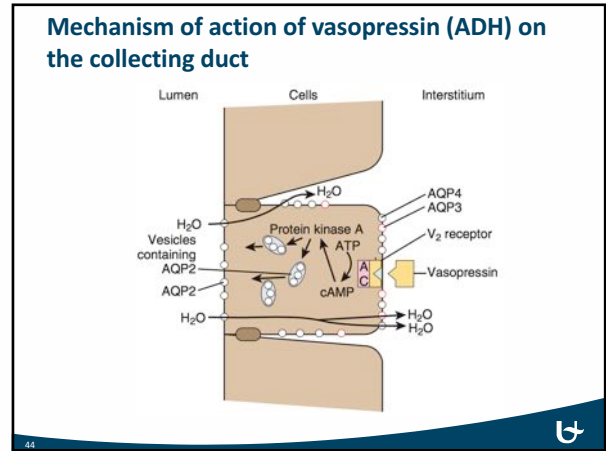 Mechanism of action of vasopressin (ADH) on
the collecting duct
Lumen
Cells
Interstitium
H₂O
AQP4
AQP3
H₂O
Vesicles
containing
AQP2
AQP2
H₂O
Protein kinase A
ATP
cAMP
A
C
V₂ receptor
Vasopressin
H₂O
H₂O
44